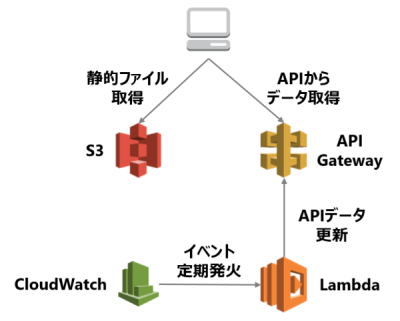 静的ファイル
取得
APIから
データ取得
S3
API
Gateway
APIデータ
更新
イベント
定期発火
CloudWatch
Lambda